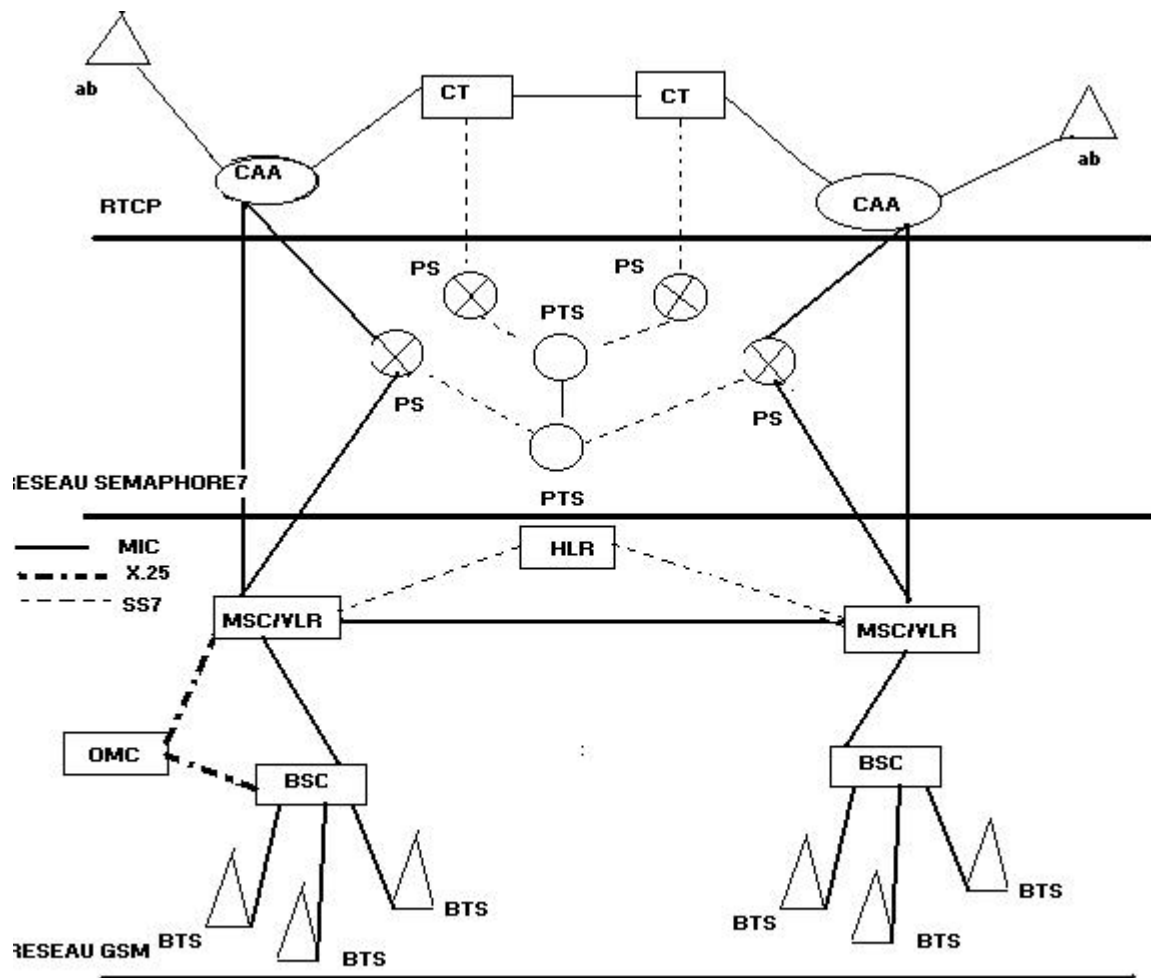 ab
CT
CT
ab
CAA
CAA
RTCP
PS
PS
PTS
PS
PS
ESEAU SEMAPHORE7
PTS
MIC
X.25
SS7
HLR
MSC/VLR
MSC/VLR
OMC
BSC
BSC
BTS
BTS
BTS
BTS
BTS
BTS
RESEAU GSM